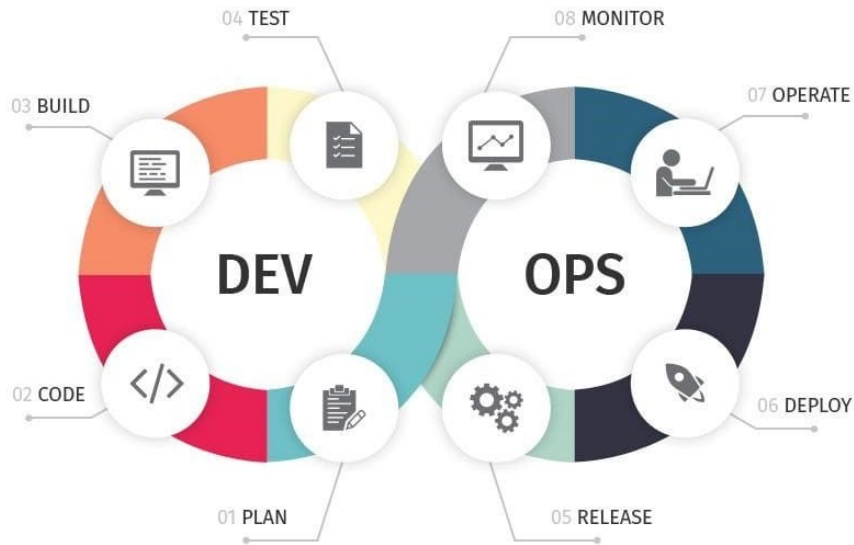 04 TEST
08 MONITOR
03 BUILD
07 OPERATE
DEV
OPS
02 CODE
06 DEPLOY
01 PLAN
05 RELEASE